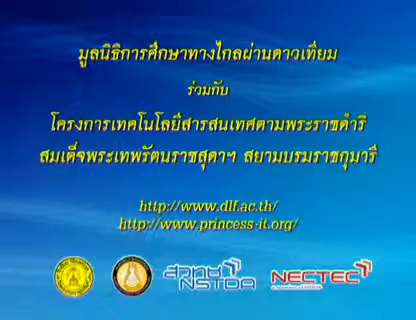 มูลนิธิการศึกษาทางไกลผ่านดาวเทียม
ร่วมกับ
โครงการเทคโนโลยีสารสนเทศตามพระราชดำริ
สมเด็จพระเทพรัตนราชสุดาฯ สยามบรมราชกุมารี
http://www.dlf.ac.th/
http://www.princess-it.org/
สวทช
NSTDA
NECTEC